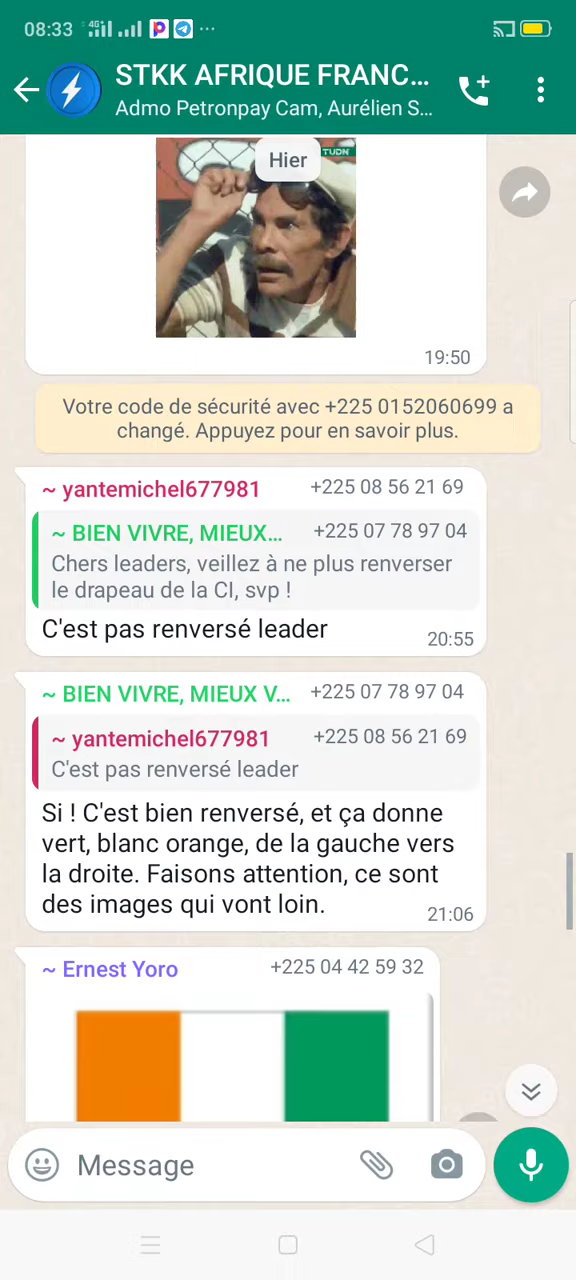 08:33 4G
STKK AFRIQUE FRANC...
Admo Petronpay Cam, Aurélien S...
Hier
TUDN
19:50
Votre code de sécurité avec +225 0152060699 a
changé. Appuyez pour en savoir plus.
~ yantemichel677981 +225 08 56 21 69
~ BIEN VIVRE, MIEUX... +225 07 78 97 04
Chers leaders, veillez à ne plus renverser
le drapeau de la CI, svp !
C'est pas renversé leader
20:55
~ BIEN VIVRE, MIEUX V... +225 07 78 97 04
~ yantemichel677981 +225 08 56 21 69
C'est pas renversé leader
Si ! C'est bien renversé, et ça donne
vert, blanc orange, de la gauche vers
la droite. Faisons attention, ce sont
des images qui vont loin.
21:06
~ Ernest Yoro +225 04 42 59 32
Message